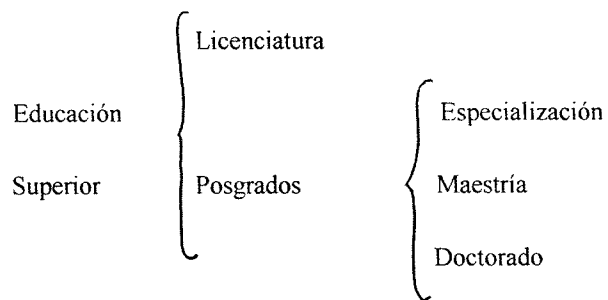 Licenciatura
Educación
Especialización
Superior
Posgrados
Maestría
Doctorado